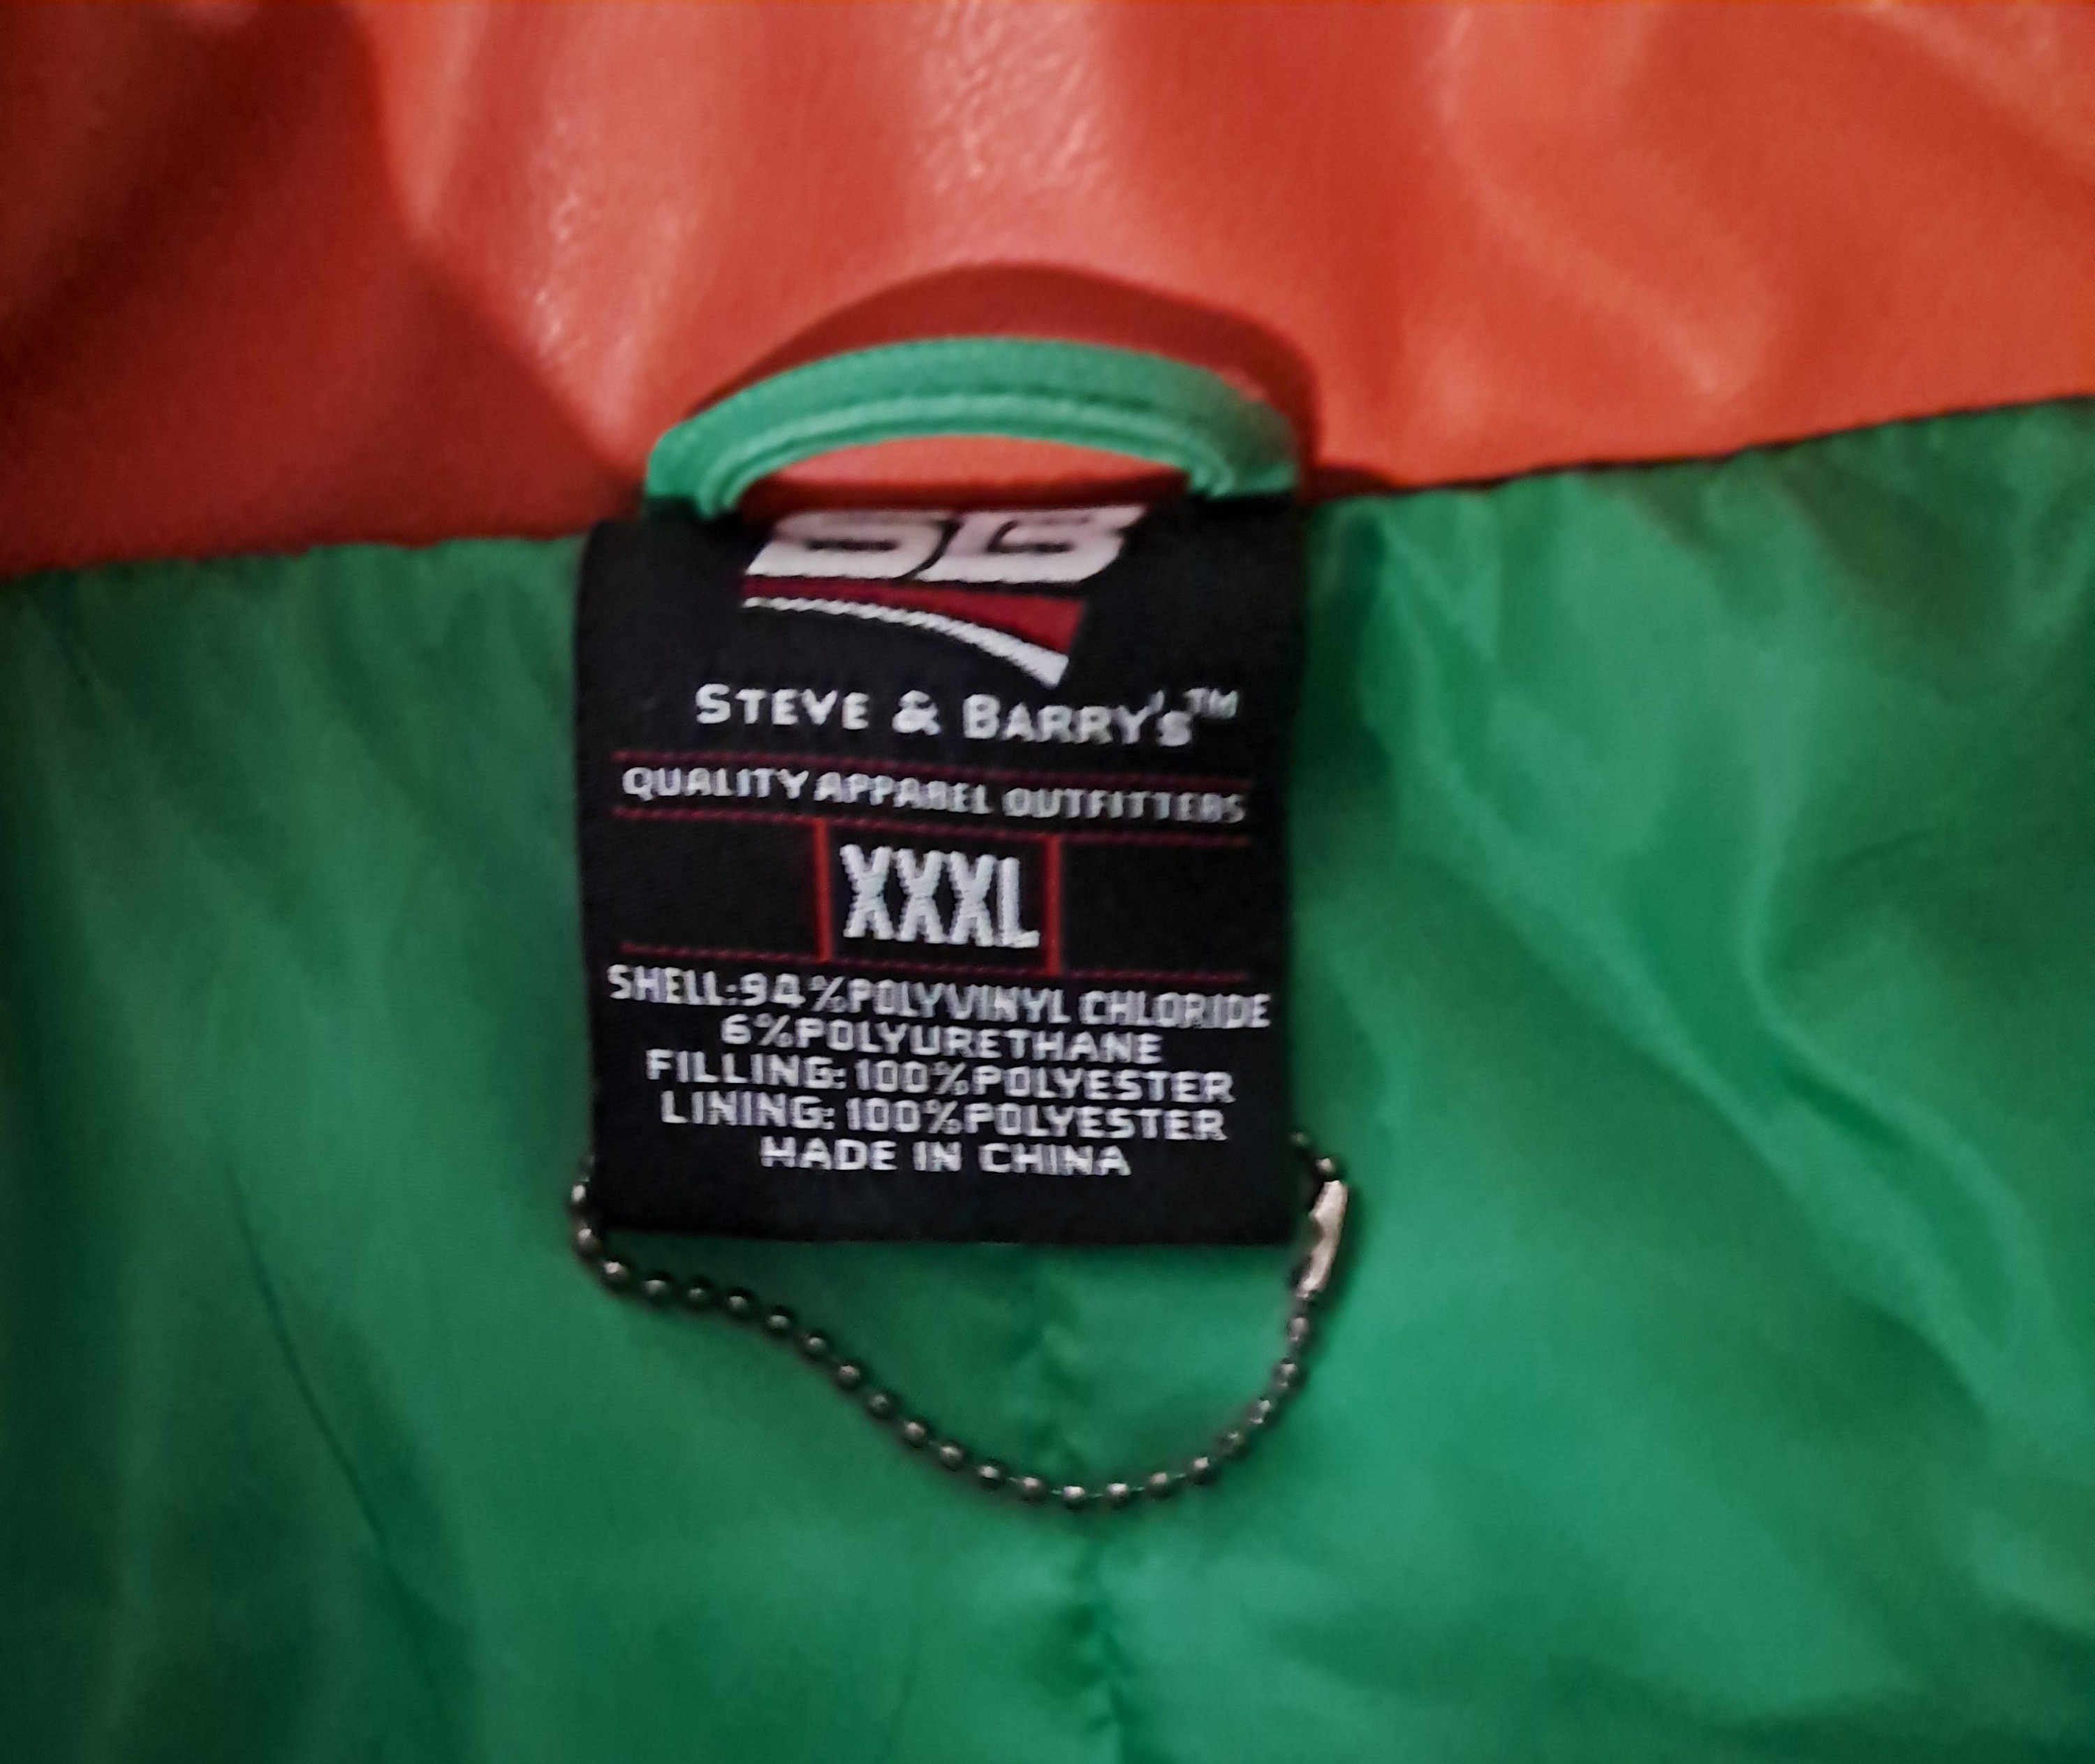 SB
STEVE & BARRY'S™
QUALITY APPAREL OUTFITTERS
XXXL
SHELL:94%POLYVINYL CHLORIDE
6%POLYURETHANE
FILLING: 100%POLYESTER
LINING: 100%POLYESTER
MADE IN CHINA